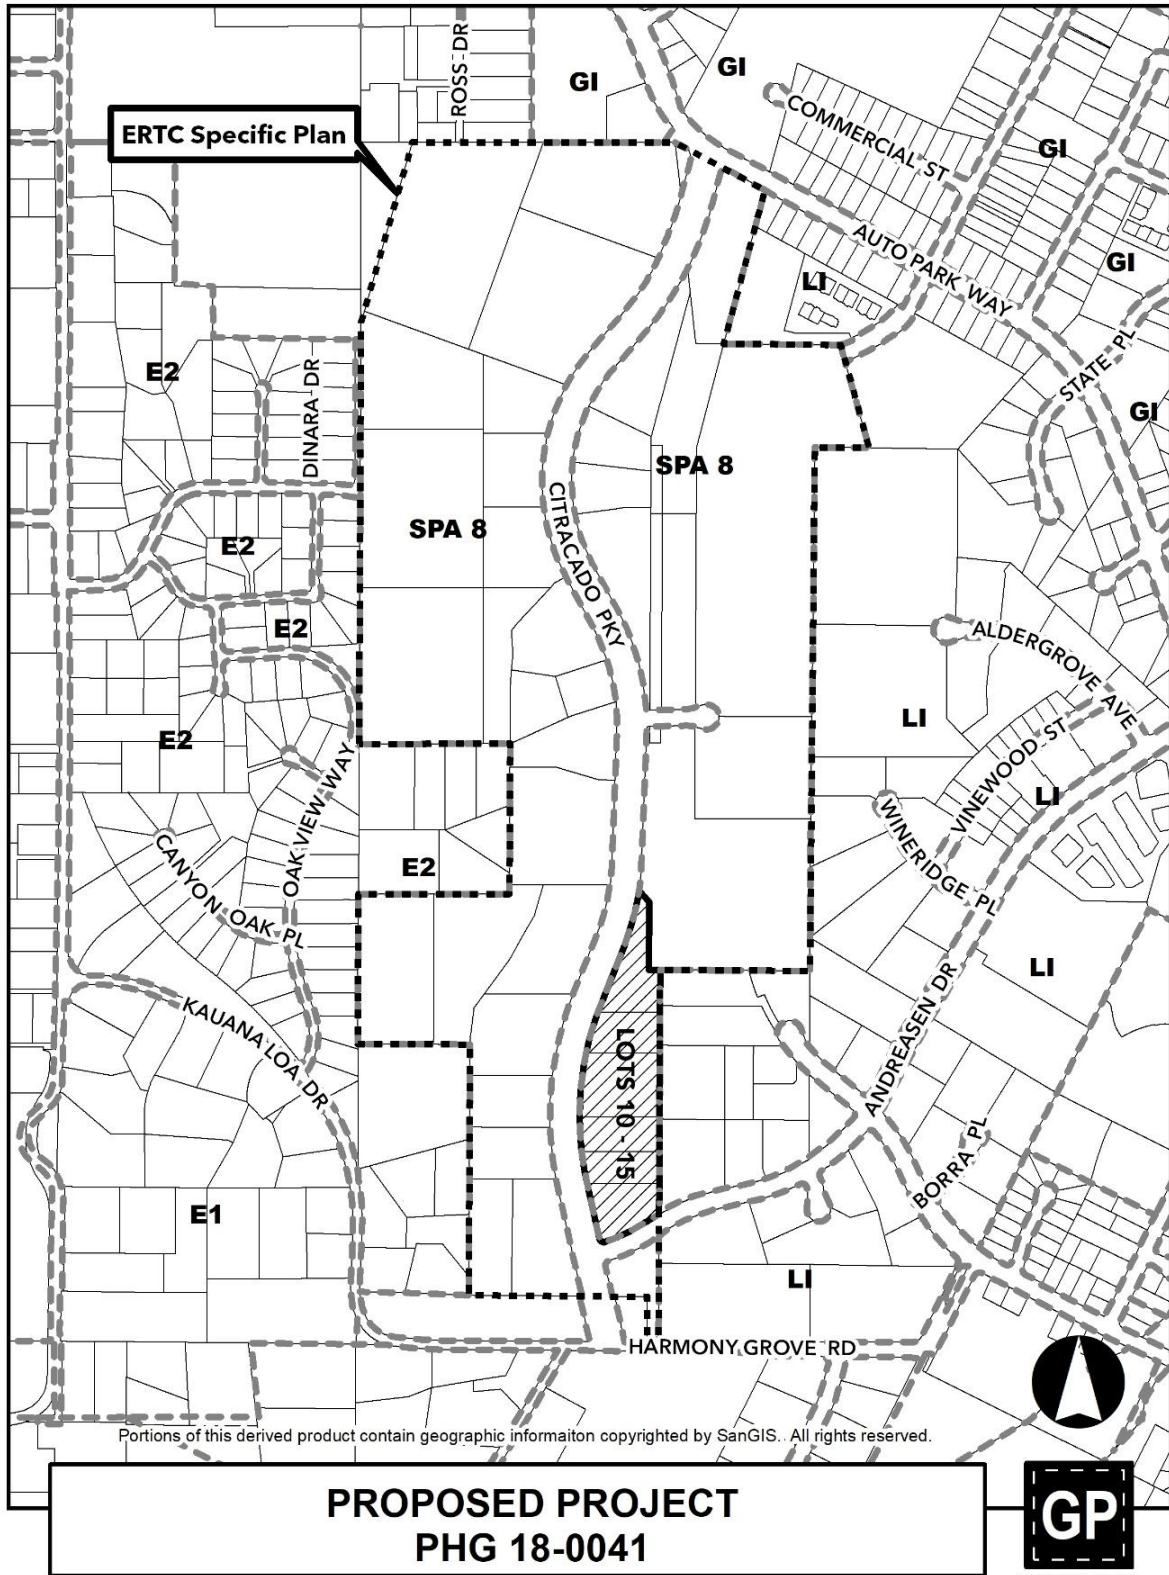 ROSS DR
GI
GI
ERTC Specific Plan
COMMERCIAL ST
GI
AUTO PARK WAY
GI
LI
STATE PL
E2
DINARA DR
GI
SPA 8
SPA 8
CITRACADO PKY
E2
E2
ALDERGROVE AVE
LI
E2
VINEWOOD ST
LI
OAK VIEW WAY
WINERIDGE PL
E2
CANYON OAK PL
LI
ANDREASEN DR
KAUANA LOA DR
LOTS 10 - 15
BORRA PL
E1
LI
HARMONY GROVE RD
Portions of this derived product contain geographic informaiton copyrighted by SanGIS.. All rights reserved.
PROPOSED PROJECT
PHG 18-0041
GP